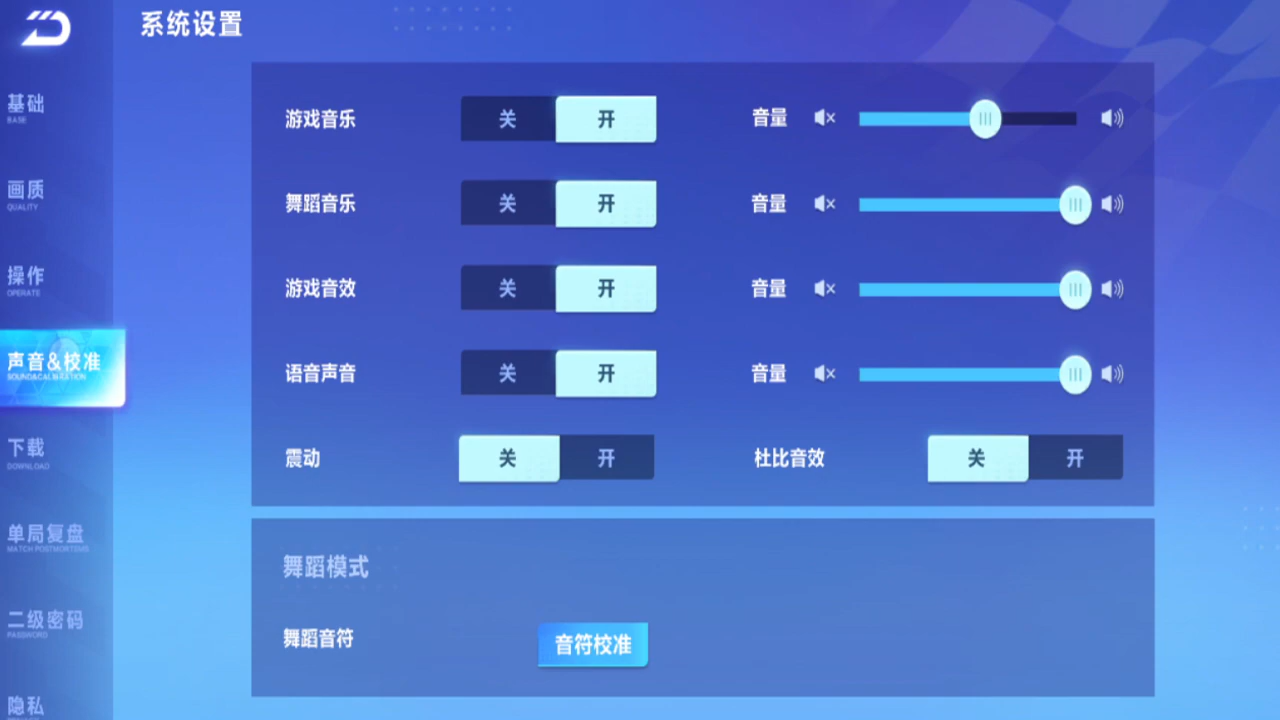 系统设置
基础
BASE
画质
QUALITY
操作
OPERATE
声音&校准
SOUND&CALIBRATION
下载
DOWNLOAD
单局复盘
MATCH POSTMORTEMS
二级密码
PASSWORD
隐私
游戏音乐 关 开 音量
舞蹈音乐 关 开 音量
游戏音效 关 开 音量
语音声音 关 开 音量
震动 关 开 杜比音效 关 开
舞蹈模式
舞蹈音符 音符校准